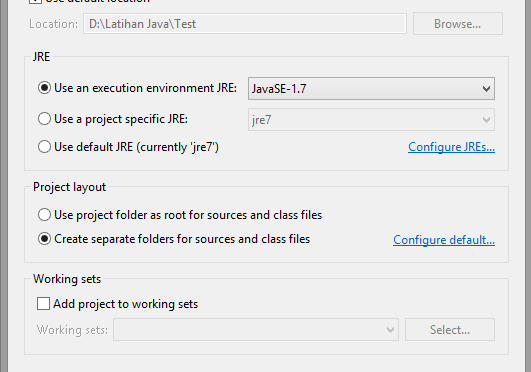 Use default location
Location: D:\Latihan Java\Test Browse...
JRE
Use an execution environment JRE: JavaSE-1.7
Use a project specific JRE: jre7
Use default JRE (currently 'jre7') Configure JREs...
Project layout
Use project folder as root for sources and class files
Create separate folders for sources and class files Configure default...
Working sets
Add project to working sets
Working sets: Select...